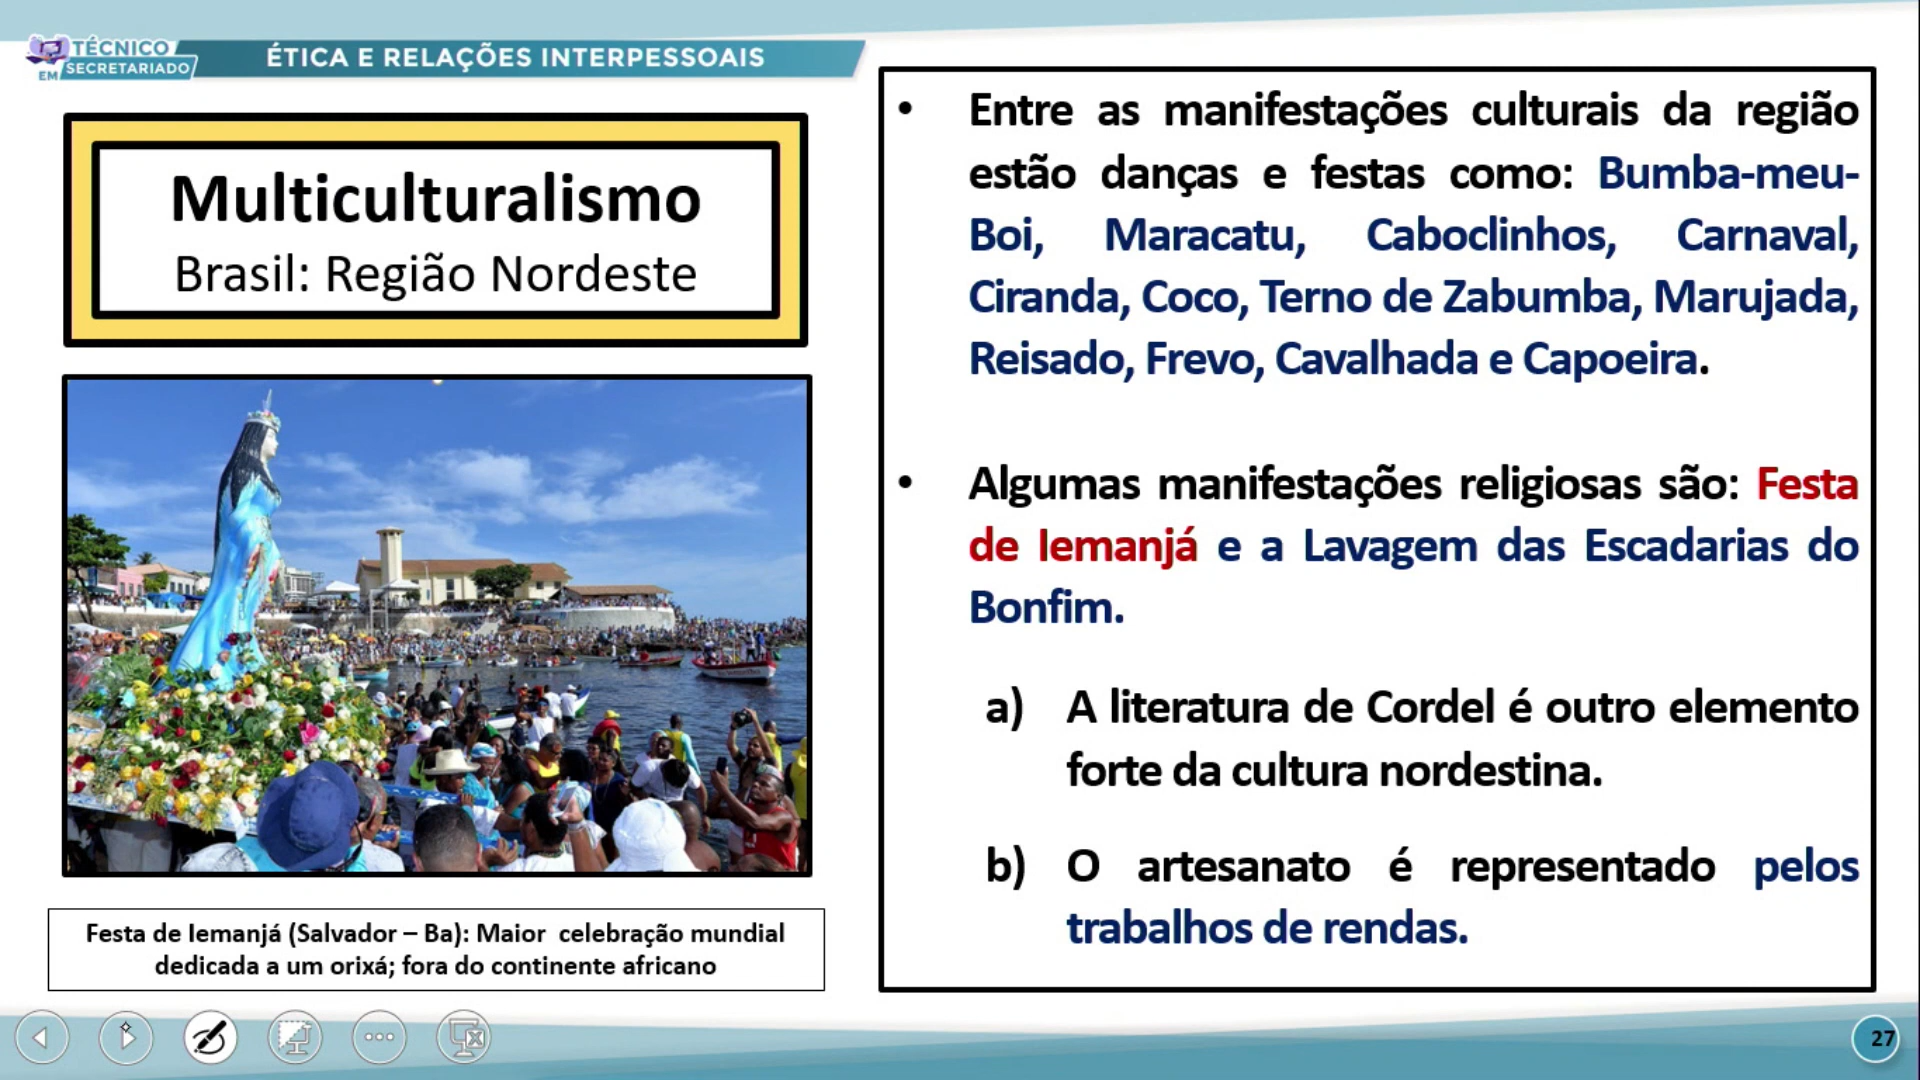 TÉCNICO
EM SECRETARIADO
ÉTICA E RELAÇÕES INTERPESSOAIS
Multiculturalismo
Brasil: Região Nordeste
Festa de Iemanjá (Salvador – Ba): Maior celebração mundial
dedicada a um orixá; fora do continente africano
• Entre as manifestações culturais da região
estão danças e festas como: Bumba-meu-
Boi, Maracatu, Caboclinhos, Carnaval,
Ciranda, Coco, Terno de Zabumba, Marujada,
Reisado, Frevo, Cavalhada e Capoeira.
• Algumas manifestações religiosas são: Festa
de Iemanjá e a Lavagem das Escadarias do
Bonfim.
a) A literatura de Cordel é outro elemento
forte da cultura nordestina.
b) O artesanato é representado pelos
trabalhos de rendas.
27